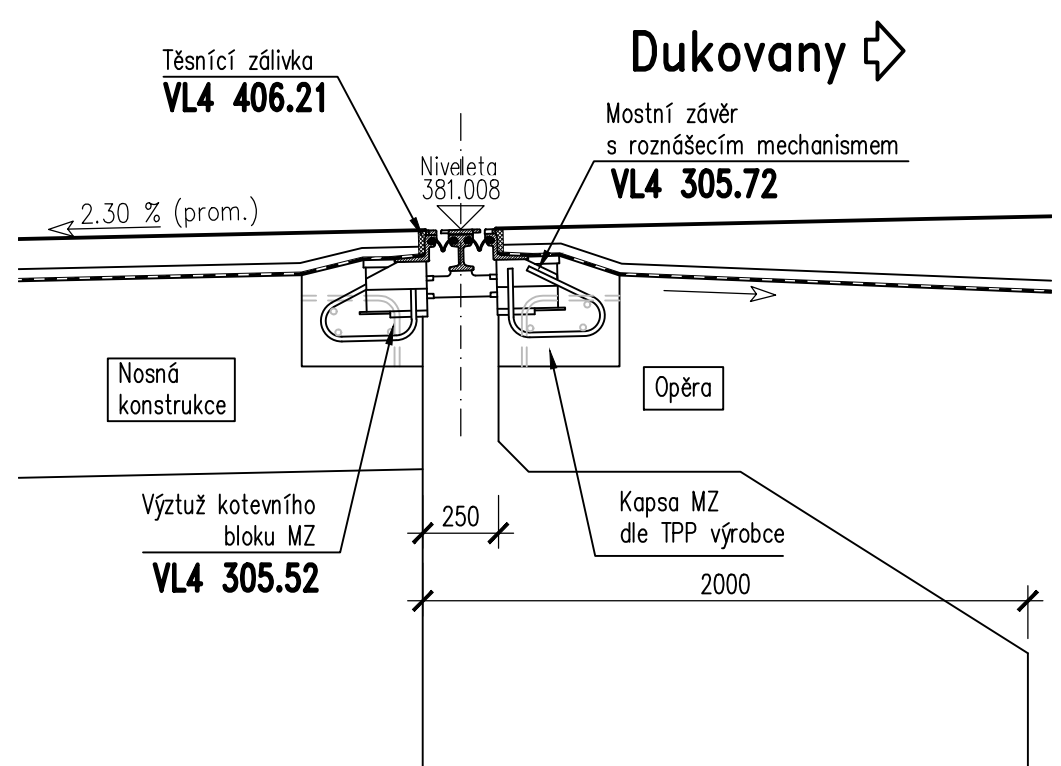 Dukovany
Těsnící zálivka
VL4 406.21
Mostní závěr
s roznášecím mechanismem
VL4 305.72
Niveleta
381.008
2.30 % (prom.)
Nosná
konstrukce
Opěra
Výztuž kotevního
bloku MZ
VL4 305.52
250
Kapsa MZ
dle TPP výrobce
2000